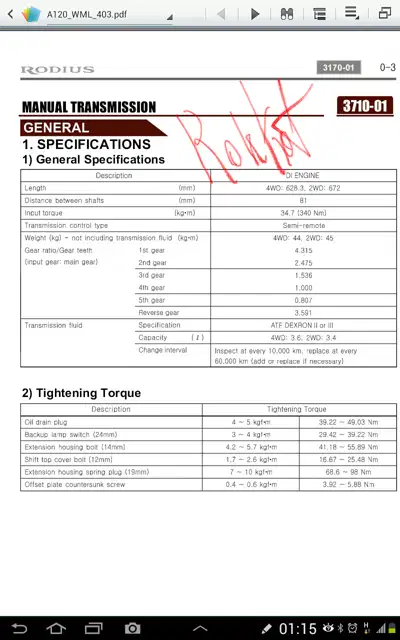 A120_WML_403.pdf
RODIUS 3170-01 0-3
MANUAL TRANSMISSION 3710-01
GENERAL
1. SPECIFICATIONS
1) General Specifications
Description DI ENGINE
Length (mm) 4WD: 628.3, 2WD: 672
Distance between shafts (mm) 81
Input torque (kg•m) 34.7 (340 Nm)
Transmission control type Semi-remote
Weight (kg) - not including transmission fluid (kg•m) 4WD: 44, 2WD: 45
Gear ratio/Gear teeth 1st gear 4.315
(input gear: main gear) 2nd gear 2.475
3rd gear 1.536
4th gear 1.000
5th gear 0.807
Reverse gear 3.591
Transmission fluid Specification ATF DEXRON II or III
Capacity (ℓ) 4WD: 3.6, 2WD: 3.4
Change interval Inspect at every 10,000 km, replace at every
60,000 km (add or replace if necessary)
2) Tightening Torque
Description Tightening Torque
Oil drain plug 4 ~ 5 kgf•m 39.22 ~ 49.03 Nm
Backup lamp switch (24mm) 3 ~ 4 kgf•m 29.42 ~ 39.22 Nm
Extension housing bolt (14mm) 4.2 ~ 5.7 kgf•m 41.18 ~ 55.89 Nm
Shift top cover bolt (12mm) 1.7 ~ 2.6 kgf•m 16.67 ~ 25.48 Nm
Extension housing spring plug (19mm) 7 ~ 10 kgf•m 68.6 ~ 98 Nm
Offset plate countersunk screw 0.4 ~ 0.6 kgf•m 3.92 ~ 5.88 Nm
01:15